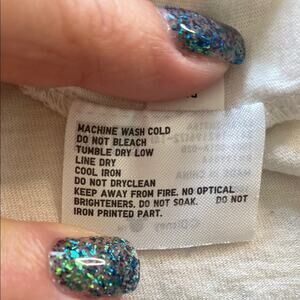 MACHINE WASH COLD
DO NOT BLEACH
TUMBLE DRY LOW
LINE DRY
COOL IRON
DO NOT DRYCLEAN
KEEP AWAY FROM FIRE. NO OPTICAL
BRIGHTENERS. DO NOT SOAK. DO NOT
IRON PRINTED PART.
© Disney